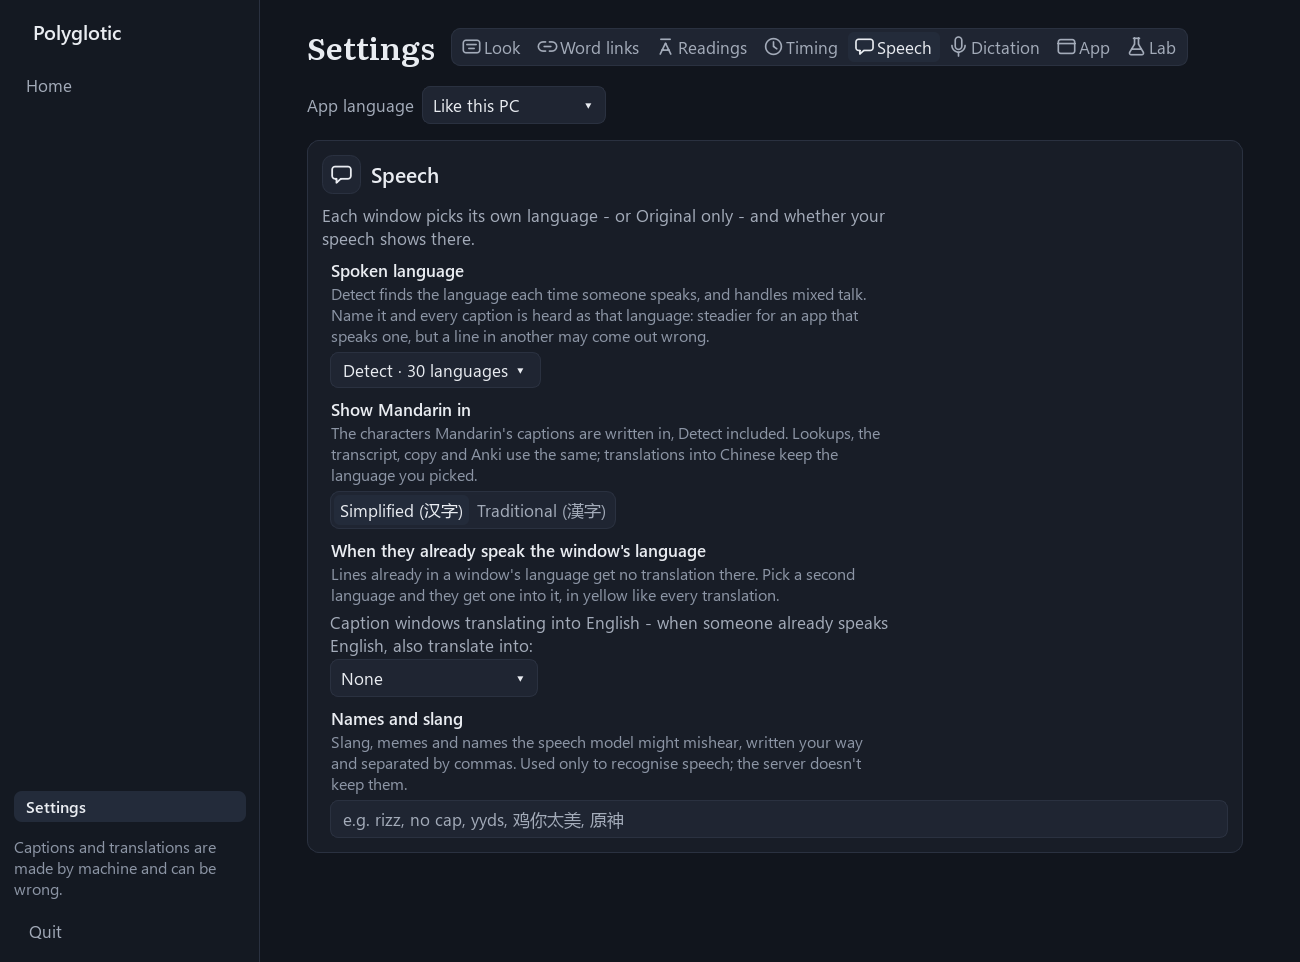 Polyglotic
Home
Settings
Look
Word links
Readings
Timing
Speech
Dictation
App
Lab
App language
Like this PC
Speech
Each window picks its own language - or Original only - and whether your
speech shows there.
Spoken language
Detect finds the language each time someone speaks, and handles mixed talk.
Name it and every caption is heard as that language: steadier for an app that
speaks one, but a line in another may come out wrong.
Detect · 30 languages
Show Mandarin in
The characters Mandarin's captions are written in, Detect included. Lookups, the
transcript, copy and Anki use the same; translations into Chinese keep the
language you picked.
Simplified (汉字)
Traditional (漢字)
When they already speak the window's language
Lines already in a window's language get no translation there. Pick a second
language and they get one into it, in yellow like every translation.
Caption windows translating into English - when someone already speaks
English, also translate into:
None
Names and slang
Slang, memes and names the speech model might mishear, written your way
and separated by commas. Used only to recognise speech; the server doesn't
keep them.
e.g. rizz, no cap, yyds, 鸡你太美, 原神
Settings
Captions and translations are
made by machine and can be
wrong.
Quit